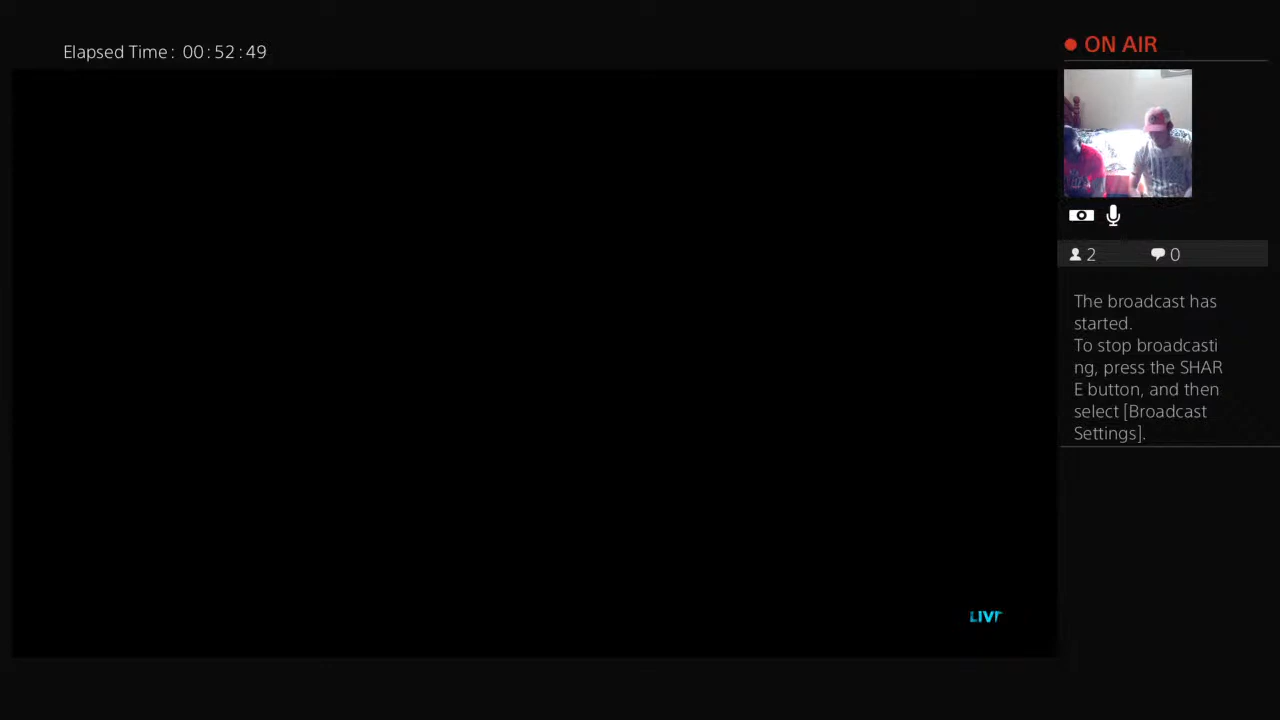 Elapsed Time: 00:52:49
ON AIR
2
0
The broadcast has
started.
To stop broadcasti
ng, press the SHAR
E button, and then
select [Broadcast
Settings].